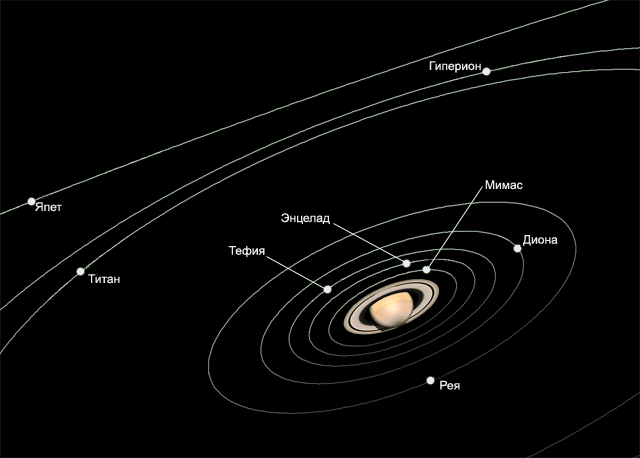 Гиперион
Мимас
Япет
Энцелад
Диона
Тефия
Титан
Рея